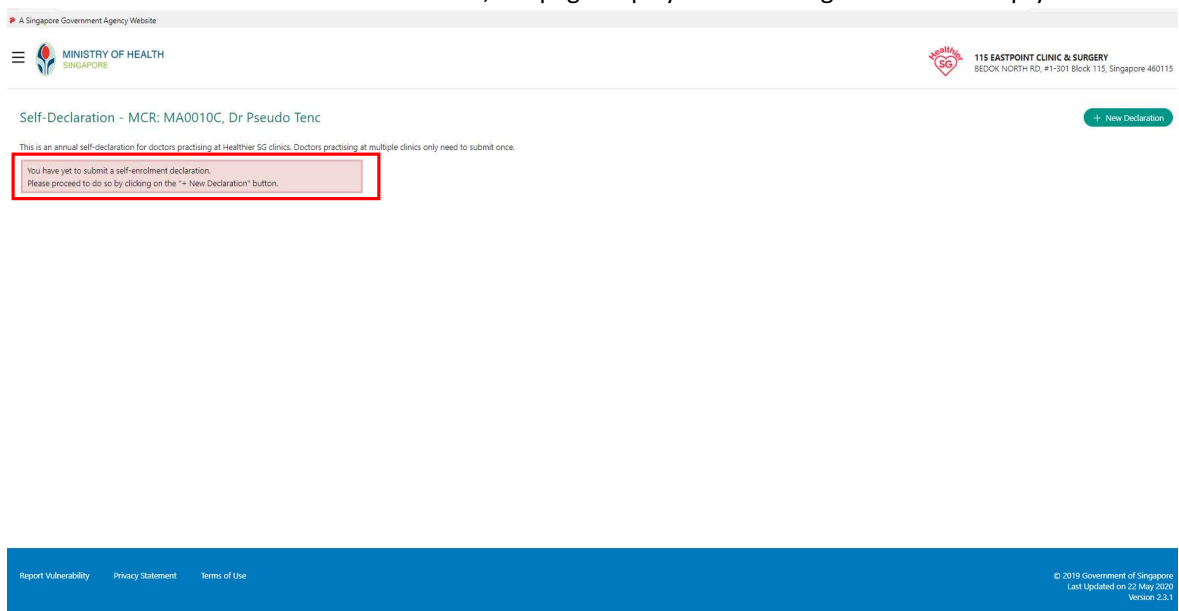 A Singapore Government Agency Website
MINISTRY OF HEALTH
SINGAPORE
Healthier
SG
115 EASTPOINT CLINIC & SURGERY
BEDOK NORTH RD, #1-301 Block 115, Singapore 460115
Self-Declaration - MCR: MA0010C, Dr Pseudo Tenc
+ New Declaration
This is an annual self-declaration for doctors practising at Healthier SG clinics. Doctors practising at multiple clinics only need to submit once.
You have yet to submit a self-enrolment declaration.
Please proceed to do so by clicking on the "+ New Declaration" button.
Report Vulnerability Privacy Statement Terms of Use
© 2019 Government of Singapore
Last Updated on 22 May 2020
Version 2.3.1